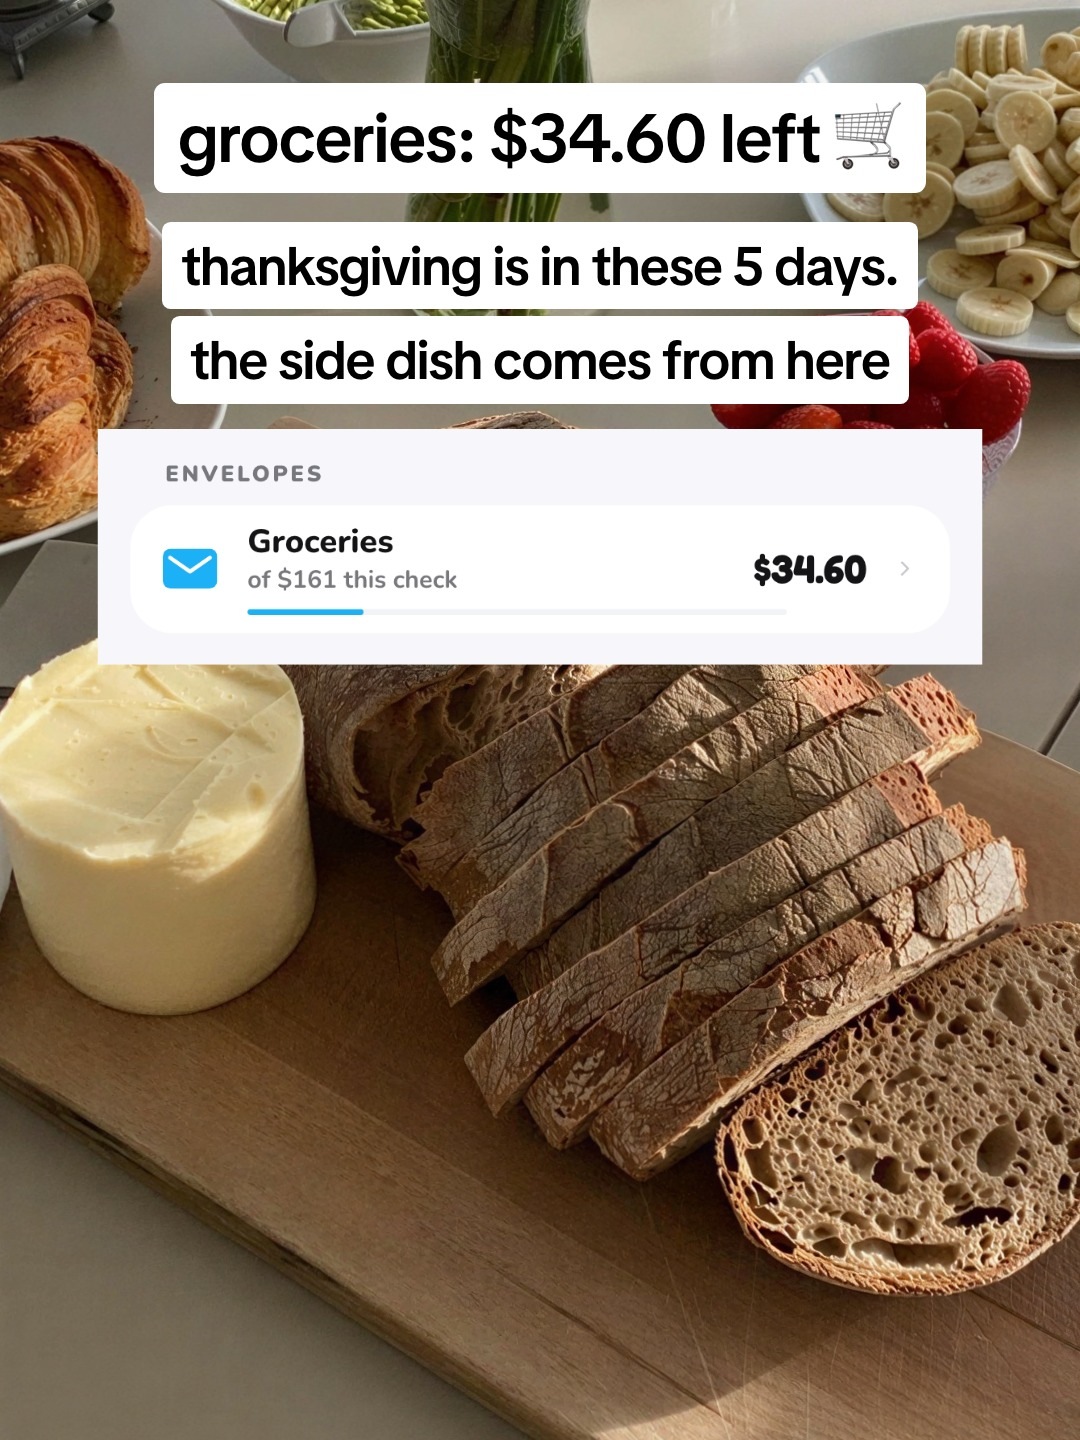 groceries: $34.60 left 🛒
thanksgiving is in these 5 days.
the side dish comes from here
ENVELOPES
Groceries
of $161 this check
$34.60